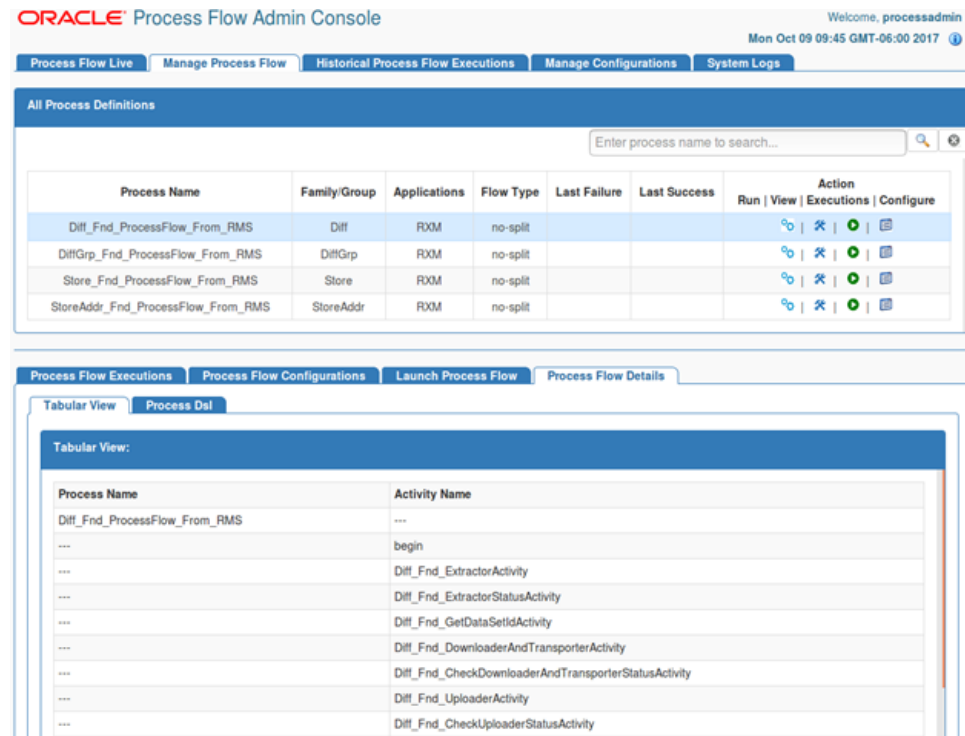 ORACLE® Process Flow Admin Console
Welcome, processadmin
Mon Oct 09 09:45 GMT-06:00 2017
Process Flow Live Manage Process Flow Historical Process Flow Executions Manage Configurations System Logs
All Process Definitions
Enter process name to search...
Process Name Family/Group Applications Flow Type Last Failure Last Success Action
Run | View | Executions | Configure
Diff_Fnd_ProcessFlow_From_RMS Diff RXM no-split | | |
DiffGrp_Fnd_ProcessFlow_From_RMS DiffGrp RXM no-split | | |
Store_Fnd_ProcessFlow_From_RMS Store RXM no-split | | |
StoreAddr_Fnd_ProcessFlow_From_RMS StoreAddr RXM no-split | | |
Process Flow Executions Process Flow Configurations Launch Process Flow Process Flow Details
Tabular View Process Dsl
Tabular View:
Process Name Activity Name
Diff_Fnd_ProcessFlow_From_RMS ---
--- begin
--- Diff_Fnd_ExtractorActivity
--- Diff_Fnd_ExtractorStatusActivity
--- Diff_Fnd_GetDataSetIdActivity
--- Diff_Fnd_DownloaderAndTransporterActivity
--- Diff_Fnd_CheckDownloaderAndTransporterStatusActivity
--- Diff_Fnd_UploaderActivity
--- Diff_Fnd_CheckUploaderStatusActivity